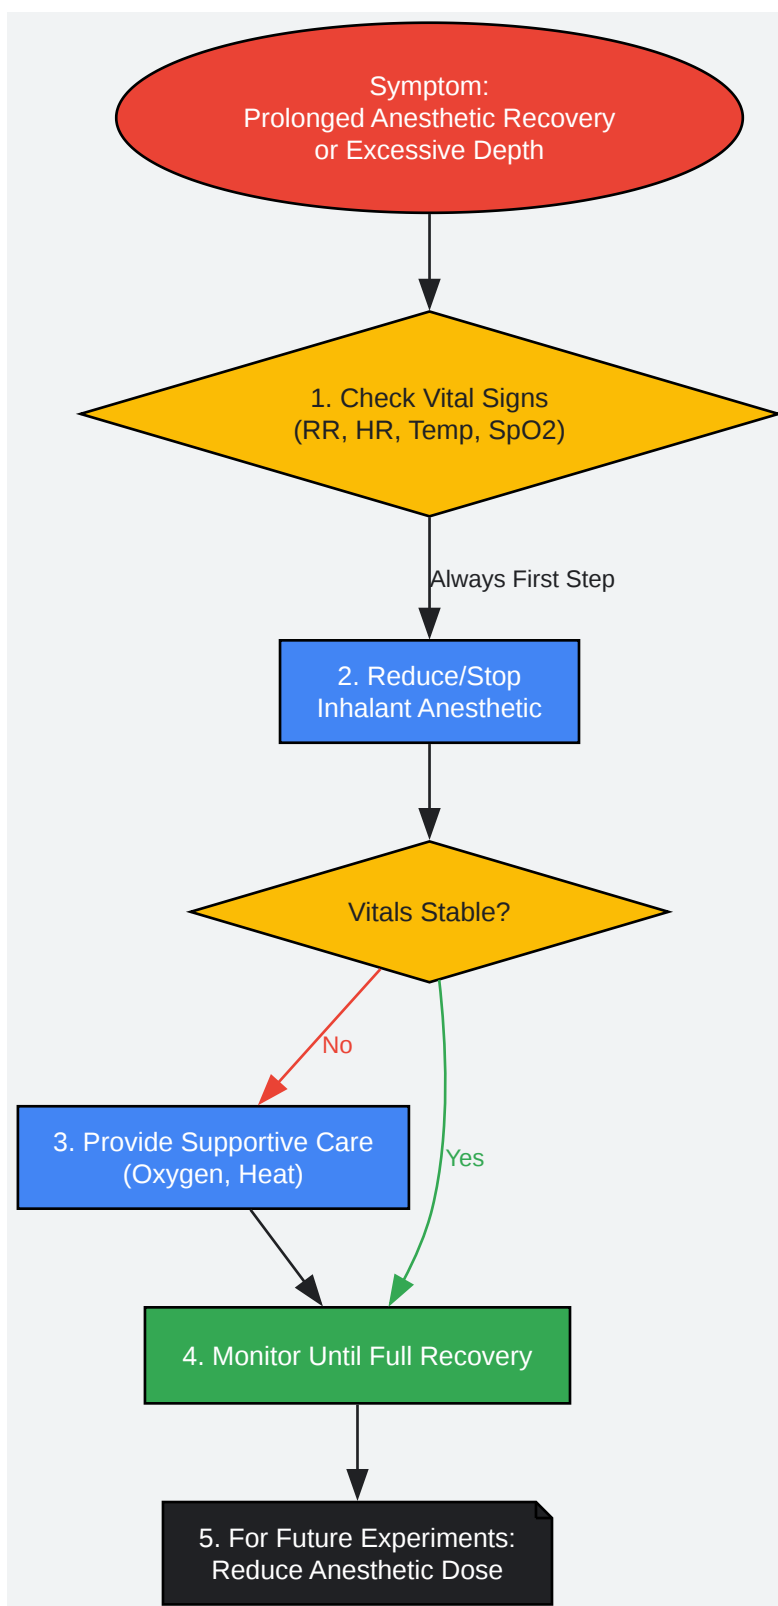 Symptom:
Prolonged Anesthetic Recovery
or Excessive Depth
1. Check Vital Signs
(RR, HR, Temp, SpO2)
Always First Step
2. Reduce/Stop
Inhalant Anesthetic
Vitals Stable?
No
3. Provide Supportive Care
(Oxygen, Heat)
Yes
4. Monitor Until Full Recovery
5. For Future Experiments:
Reduce Anesthetic Dose